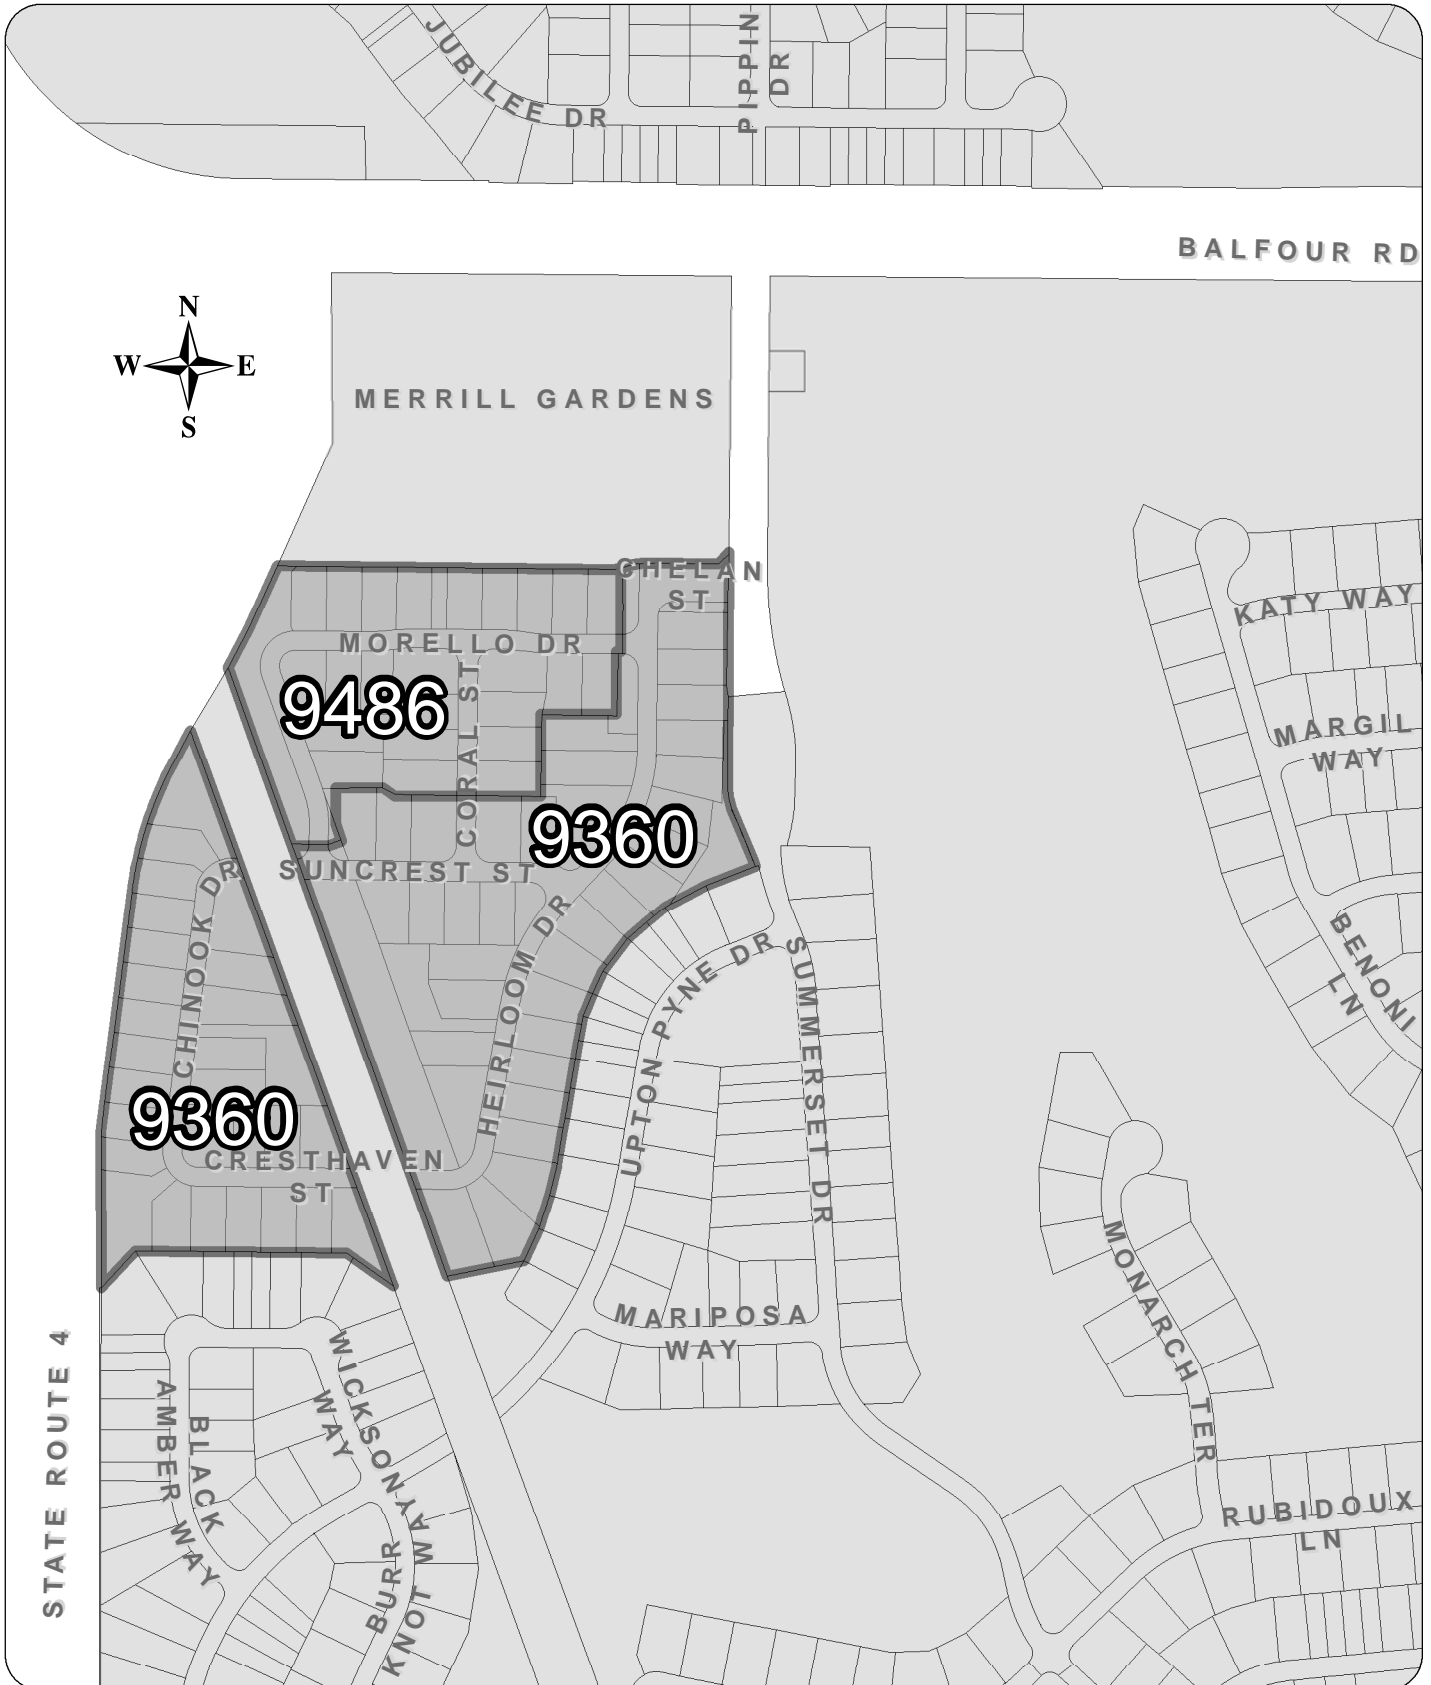 JUBILEE DR
PIPPIN
DR
BALFOUR RD
N
W E
S
MERRILL GARDENS
CHELAN
ST
KATY WAY
MORELLO DR
9486
CORAL ST
MARGIL
WAY
9360
SUNCREST ST
CHINOOK DR
HEIRLOOM DR
UPTON PYNE DR
SUMMERSET DR
BENONI
LN
9360
CRESTHAVEN
ST
MONARCH TER
MARIPOSA
WAY
STATE ROUTE 4
WICKSON
WAY
AMBER
WAY
BLACK
BURR
KNOT WAY
RUBIDOUX
LN